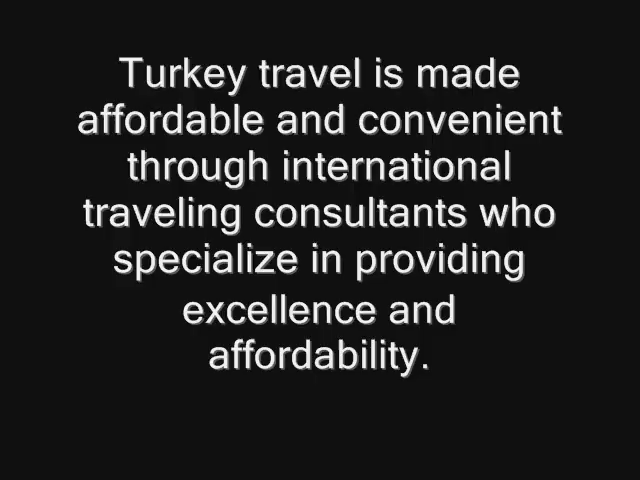 Turkey travel is made
affordable and convenient
through international
traveling consultants who
specialize in providing
excellence and
affordability.